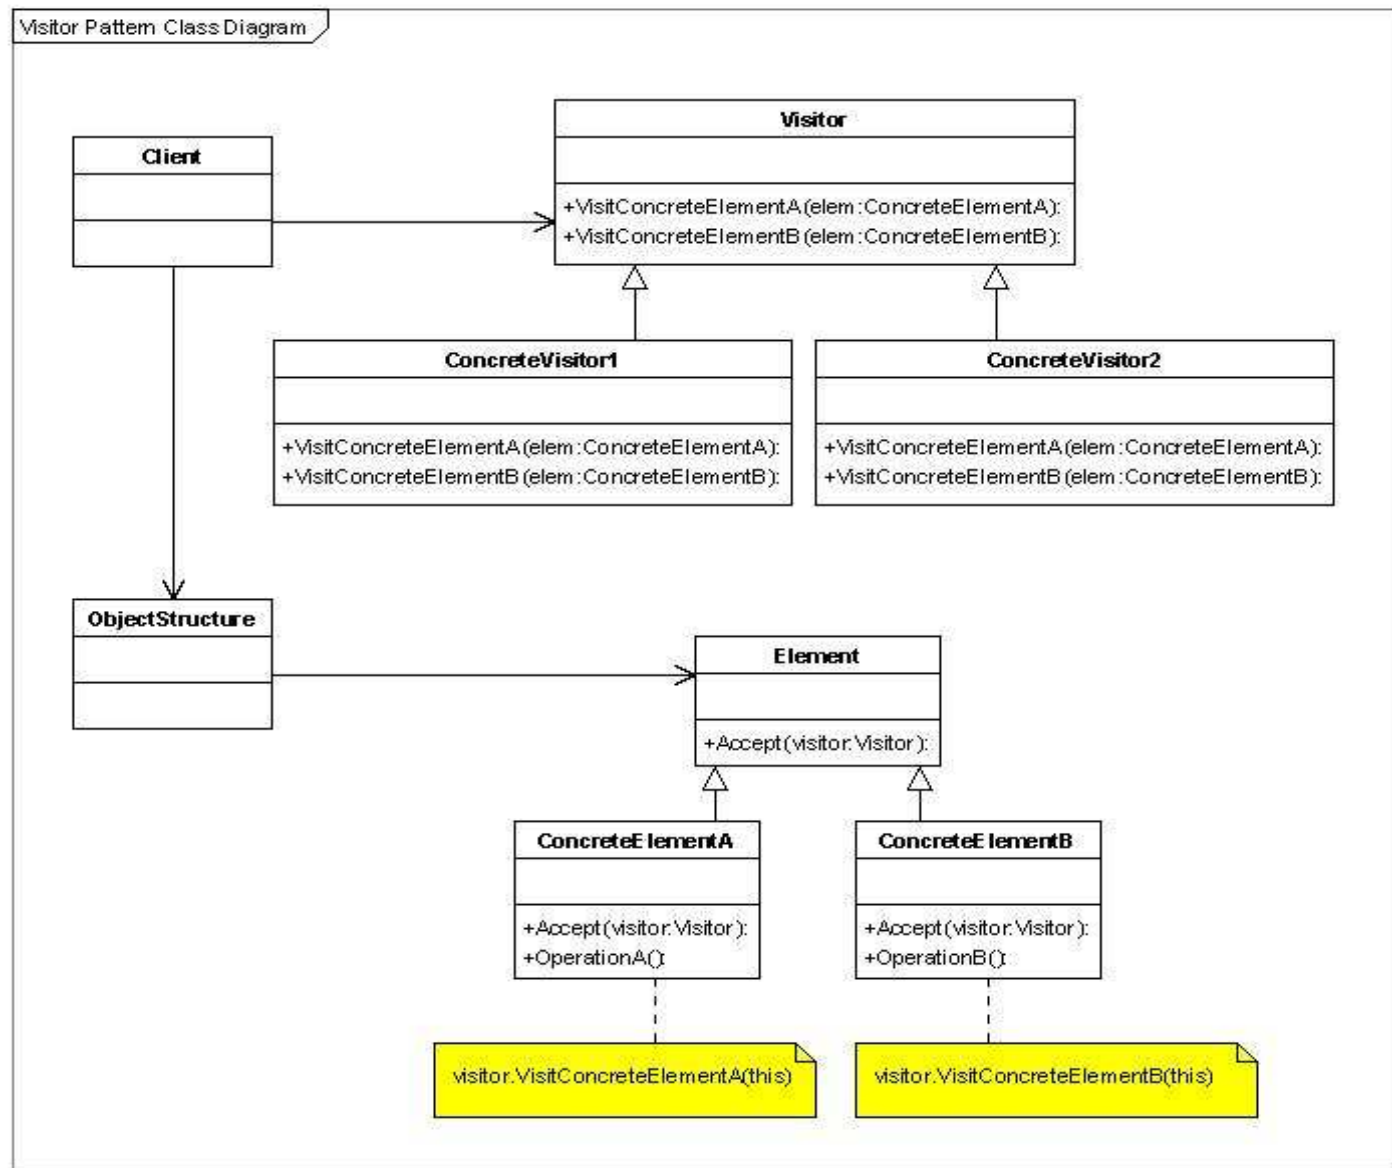 Visitor Pattern Class Diagram
Visitor
Client
+VisitConcreteElementA(elem:ConcreteElementA):
+VisitConcreteElementB(elem:ConcreteElementB):
ConcreteVisitor1
ConcreteVisitor2
+VisitConcreteElementA(elem:ConcreteElementA):
+VisitConcreteElementB(elem:ConcreteElementB):
+VisitConcreteElementA(elem:ConcreteElementA):
+VisitConcreteElementB(elem:ConcreteElementB):
ObjectStructure
Element
+Accept(visitor:Visitor):
ConcreteElementA
ConcreteElementB
+Accept(visitor:Visitor):
+OperationA():
+Accept(visitor:Visitor):
+OperationB():
visitor.VisitConcreteElementA(this)
visitor.VisitConcreteElementB(this)